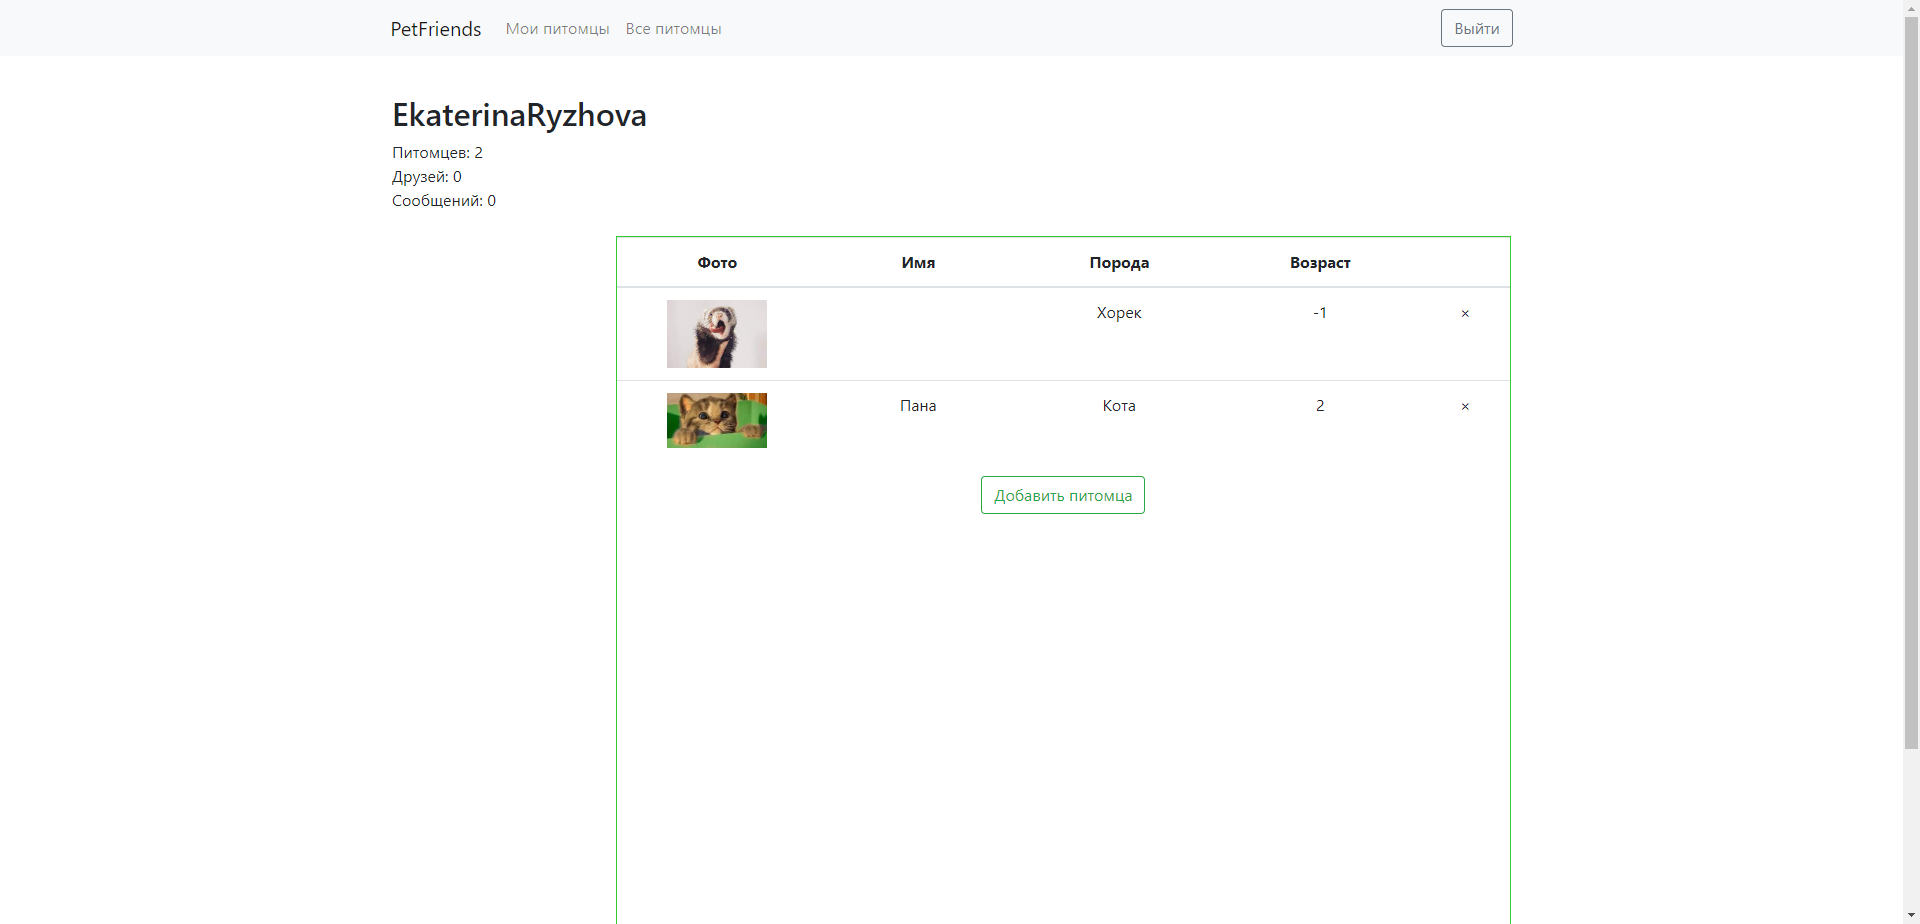 PetFriends Мои питомцы Все питомцы Выйти
EkaterinaRyzhova
Питомцев: 2
Друзей: 0
Сообщений: 0
Фото Имя Порода Возраст
Хорек -1 ×
Пана Кота 2 ×
Добавить питомца